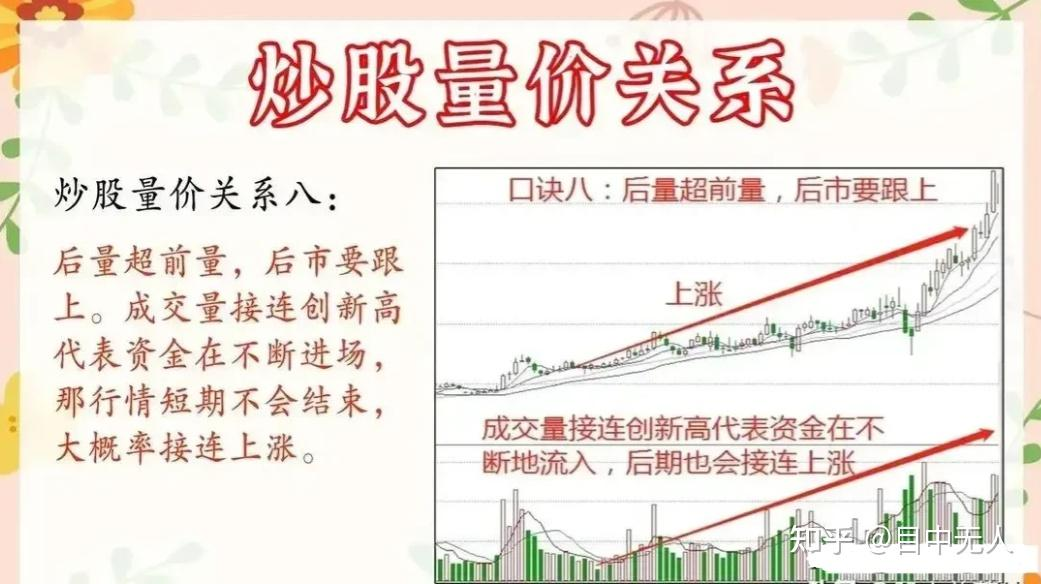 炒股量价关系
炒股量价关系八：
后量超前量，后市要跟
上。成交量接连创新高
代表资金在不断进场，
那行情短期不会结束，
大概率接连上涨。
口诀八：后量超前量，后市要跟上
上涨
成交量接连创新高代表资金在不
断地流入，后期也会接连上涨
知乎 @目中无人